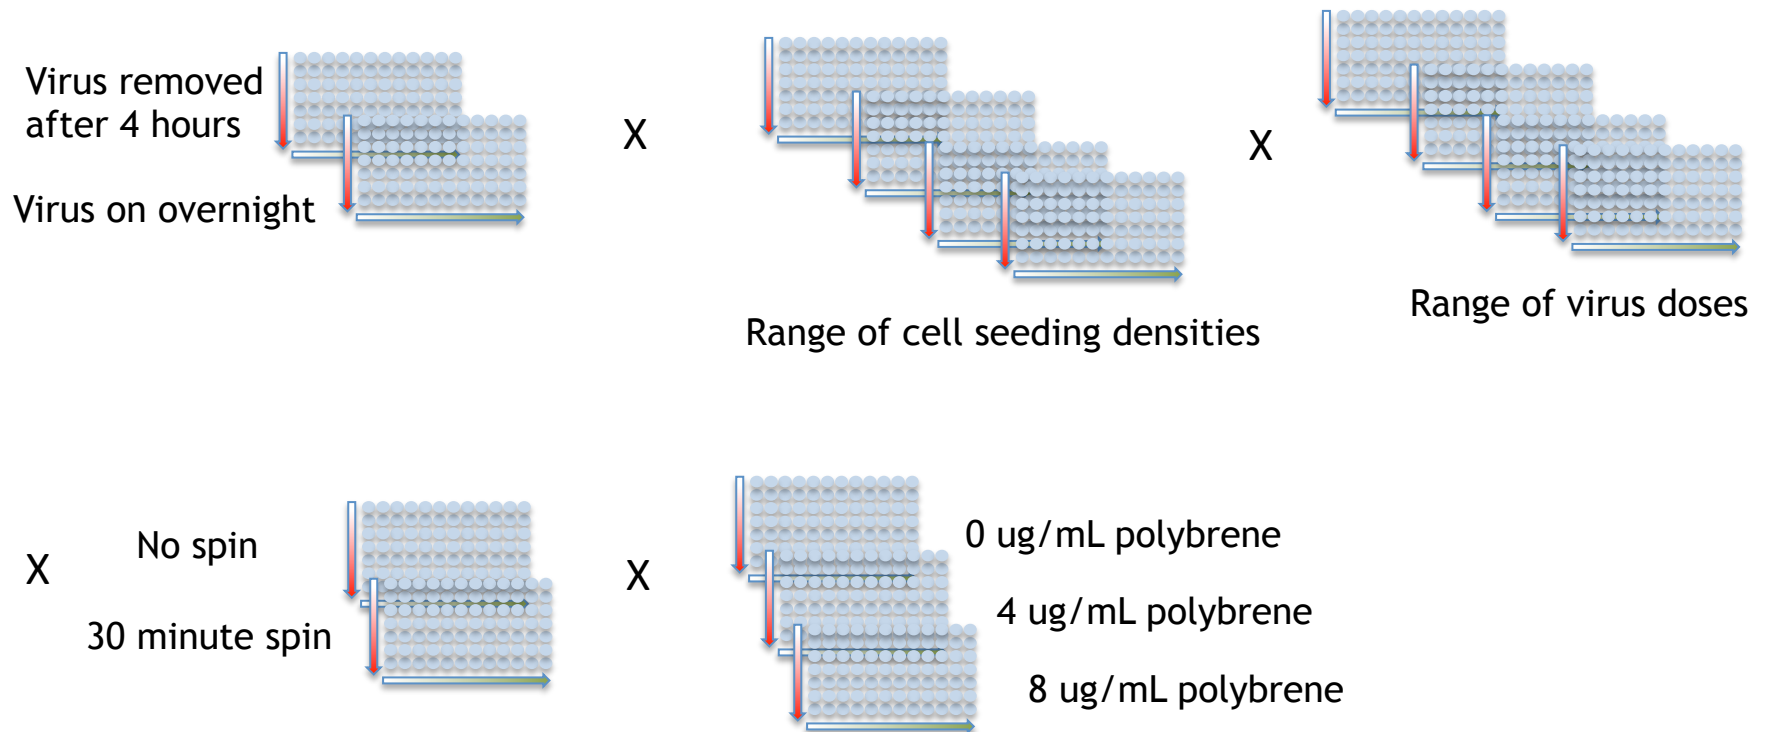 Virus removed
after 4 hours
Virus on overnight
X
X
Range of cell seeding densities
Range of virus doses
X
No spin
30 minute spin
X
0 ug/mL polybrene
4 ug/mL polybrene
8 ug/mL polybrene